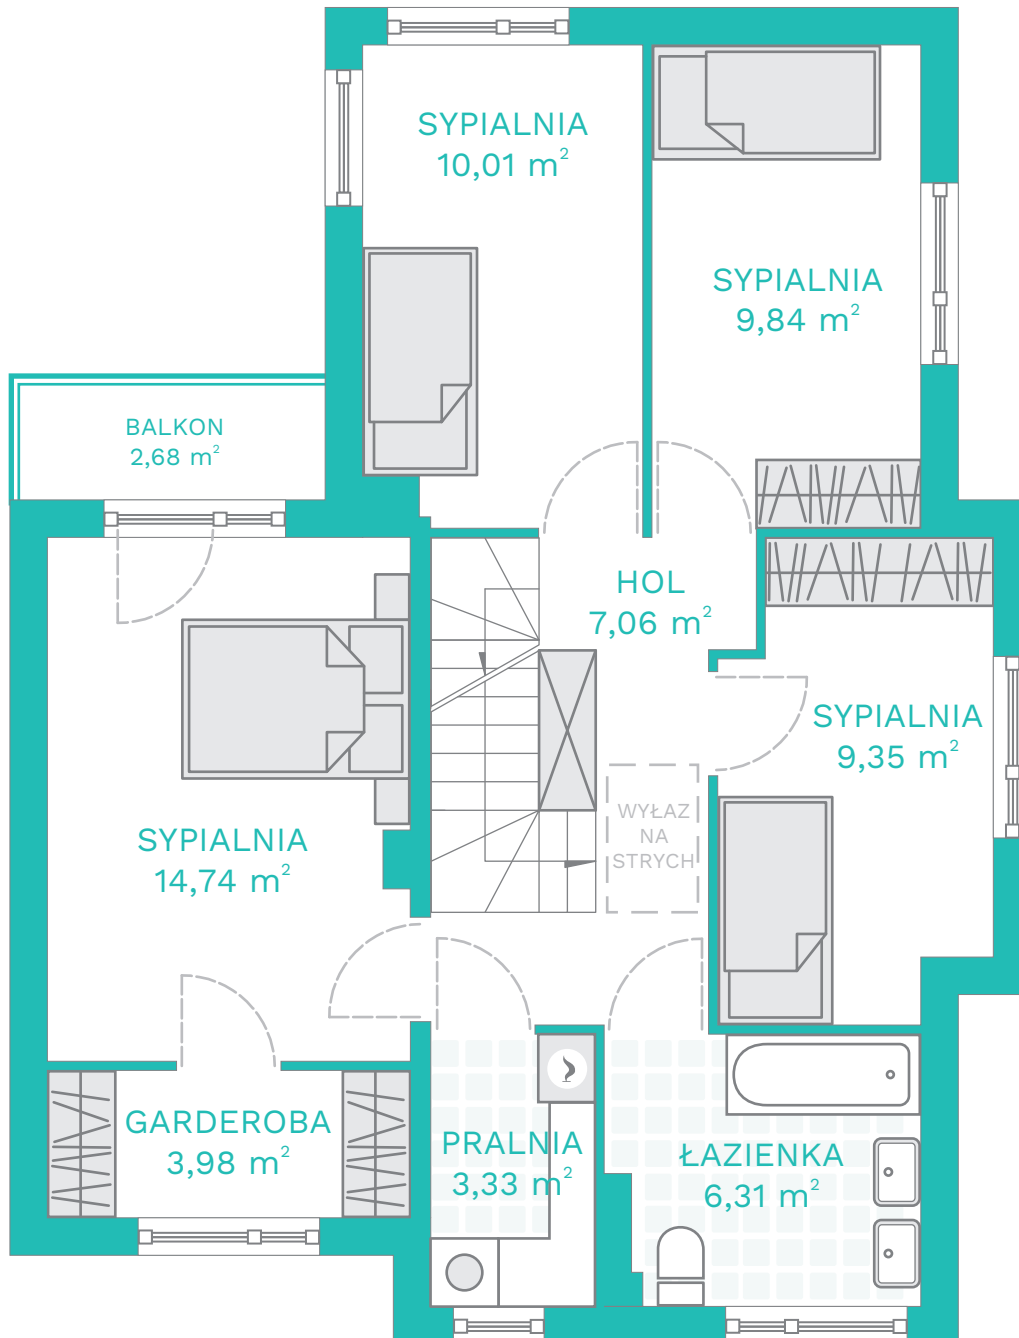 SYPIALNIA
10,01 m²
SYPIALNIA
9,84 m²
BALKON
2,68 m²
HOL
7,06 m²
SYPIALNIA
9,35 m²
WYŁAZ
NA
STRYCH
SYPIALNIA
14,74 m²
GARDEROBA
3,98 m²
PRALNIA
3,33 m²
ŁAZIENKA
6,31 m²